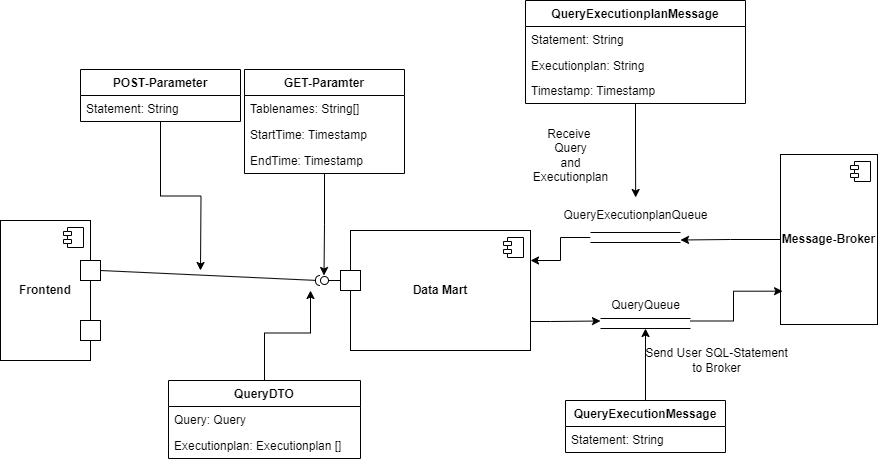 QueryExecutionplanMessage
Statement: String
Executionplan: String
Timestamp: Timestamp
POST-Parameter
Statement: String
GET-Paramter
Tablenames: String[]
StartTime: Timestamp
EndTime: Timestamp
Receive
Query
and
Executionplan
QueryExecutionplanQueue
Message-Broker
Frontend
Data Mart
QueryQueue
Send User SQL-Statement
to Broker
QueryDTO
Query: Query
Executionplan: Executionplan []
QueryExecutionMessage
Statement: String